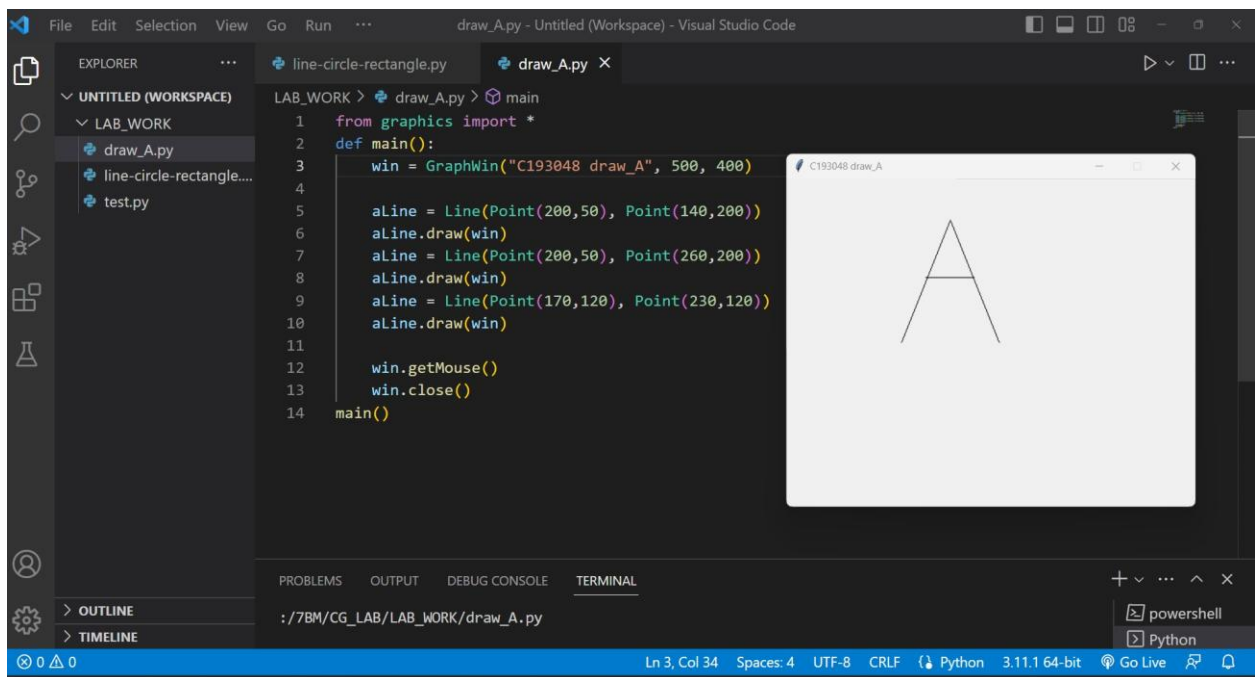 File Edit Selection View Go Run ··· draw_A.py - Untitled (Workspace) - Visual Studio Code
EXPLORER ···
UNTITLED (WORKSPACE)
LAB_WORK
draw_A.py
line-circle-rectangle....
test.py
OUTLINE
TIMELINE
line-circle-rectangle.py draw_A.py
LAB_WORK > draw_A.py > main
1 from graphics import *
2 def main():
3 win = GraphWin("C193048 draw_A", 500, 400)
4
5 aLine = Line(Point(200,50), Point(140,200))
6 aLine.draw(win)
7 aLine = Line(Point(200,50), Point(260,200))
8 aLine.draw(win)
9 aLine = Line(Point(170,120), Point(230,120))
10 aLine.draw(win)
11
12 win.getMouse()
13 win.close()
14 main()
C193048 draw_A
PROBLEMS OUTPUT DEBUG CONSOLE TERMINAL
:/7BM/CG_LAB/LAB_WORK/draw_A.py
powershell
Python
0 0 Ln 3, Col 34 Spaces: 4 UTF-8 CRLF Python 3.11.1 64-bit Go Live